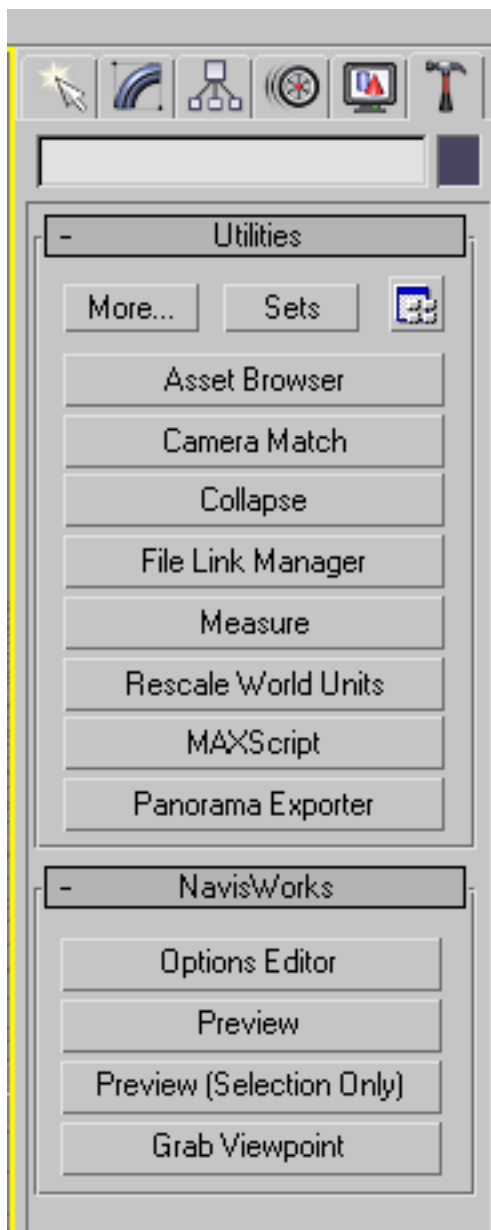 - Utilities
More... Sets
Asset Browser
Camera Match
Collapse
File Link Manager
Measure
Rescale World Units
MAXScript
Panorama Exporter
- NavisWorks
Options Editor
Preview
Preview (Selection Only)
Grab Viewpoint